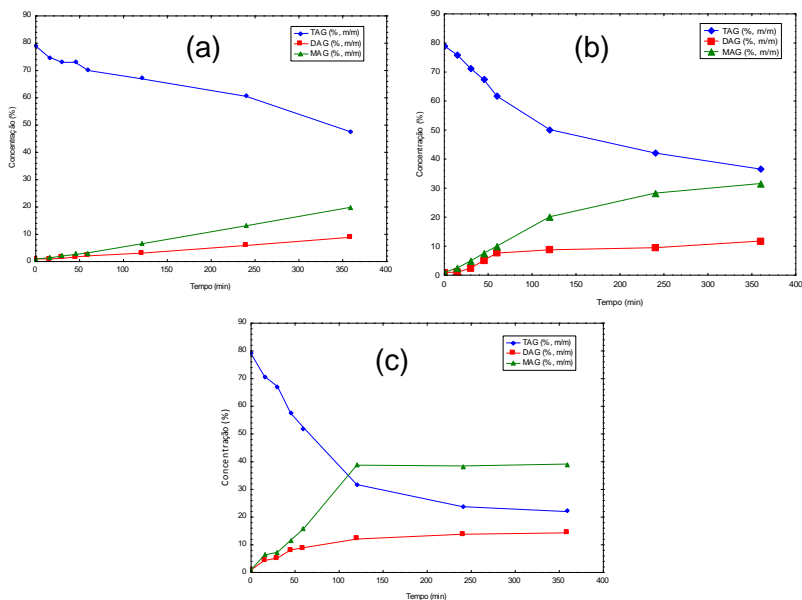 (a)
TAG (%, m/m)
DAG (%, m/m)
MAG (%, m/m)
Concentração (%)
90
80
70
60
50
40
30
20
10
0
0 50 100 150 200 250 300 350 400
Tempo (min)
(b)
TAG (%, m/m)
DAG (%, m/m)
MAG (%, m/m)
Concentração (%)
90
80
70
60
50
40
30
20
10
0
0 50 100 150 200 250 300 350 400
Tempo (min)
(c)
TAG (%, m/m)
DAG (%, m/m)
MAG (%, m/m)
Concentração (%)
90
80
70
60
50
40
30
20
10
0
0 50 100 150 200 250 300 350 400
Tempo (min)